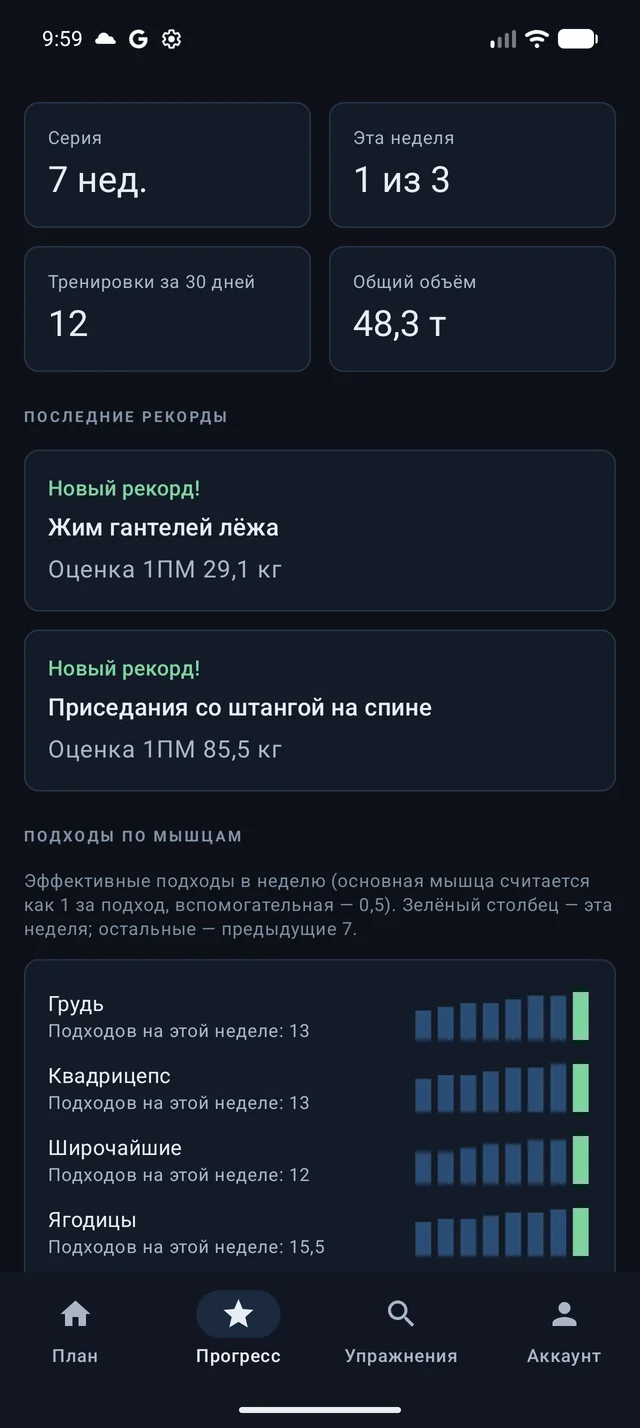 9:59
Серия
7 нед.
Эта неделя
1 из 3
Тренировки за 30 дней
12
Общий объём
48,3 т
ПОСЛЕДНИЕ РЕКОРДЫ
Новый рекорд!
Жим гантелей лёжа
Оценка 1ПМ 29,1 кг
Новый рекорд!
Приседания со штангой на спине
Оценка 1ПМ 85,5 кг
ПОДХОДЫ ПО МЫШЦАМ
Эффективные подходы в неделю (основная мышца считается
как 1 за подход, вспомогательная — 0,5). Зелёный столбец — эта
неделя; остальные — предыдущие 7.
Грудь
Подходов на этой неделе: 13
Квадрицепс
Подходов на этой неделе: 13
Широчайшие
Подходов на этой неделе: 12
Ягодицы
Подходов на этой неделе: 15,5
План
Прогресс
Упражнения
Аккаунт